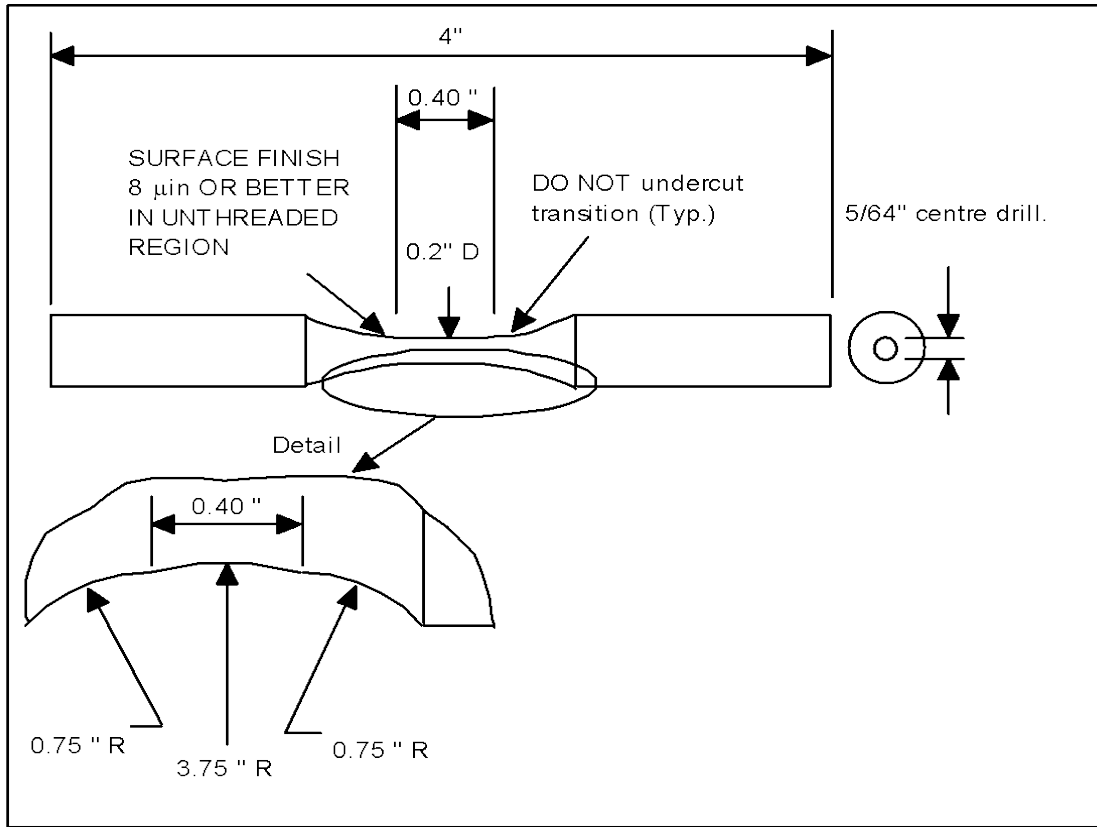 4"
0.40 "
SURFACE FINISH
8 µin OR BETTER
IN UNTHREADED
REGION
DO NOT undercut
transition (Typ.)
5/64" centre drill.
0.2" D
Detail
0.40 "
0.75 " R
3.75 " R
0.75 " R